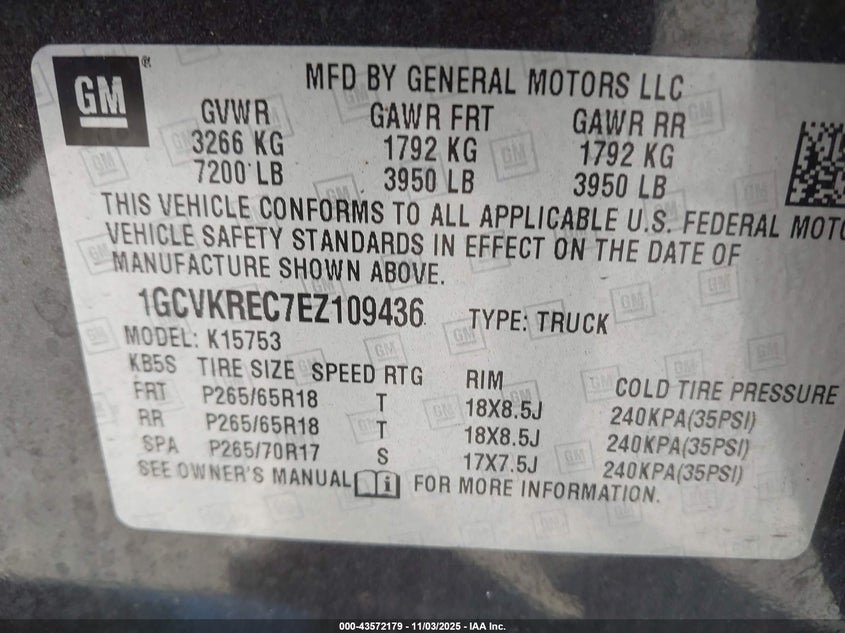 GM
MFD BY GENERAL MOTORS LLC
GVWR GAWR FRT GAWR RR
3266 KG 1792 KG 1792 KG
7200 LB 3950 LB 3950 LB
THIS VEHICLE CONFORMS TO ALL APPLICABLE U.S. FEDERAL MOTO
VEHICLE SAFETY STANDARDS IN EFFECT ON THE DATE OF
MANUFACTURE SHOWN ABOVE.
1GCVKREC7EZ109436 TYPE: TRUCK
MODEL: K15753
KB5S TIRE SIZE SPEED RTG RIM COLD TIRE PRESSURE
FRT P265/65R18 T 18X8.5J 240KPA(35PSI)
RR P265/65R18 T 18X8.5J 240KPA(35PSI)
SPA P265/70R17 S 17X7.5J 240KPA(35PSI)
SEE OWNER'S MANUAL FOR MORE INFORMATION.
000-43572179 - 11/03/2025 - IAA Inc.